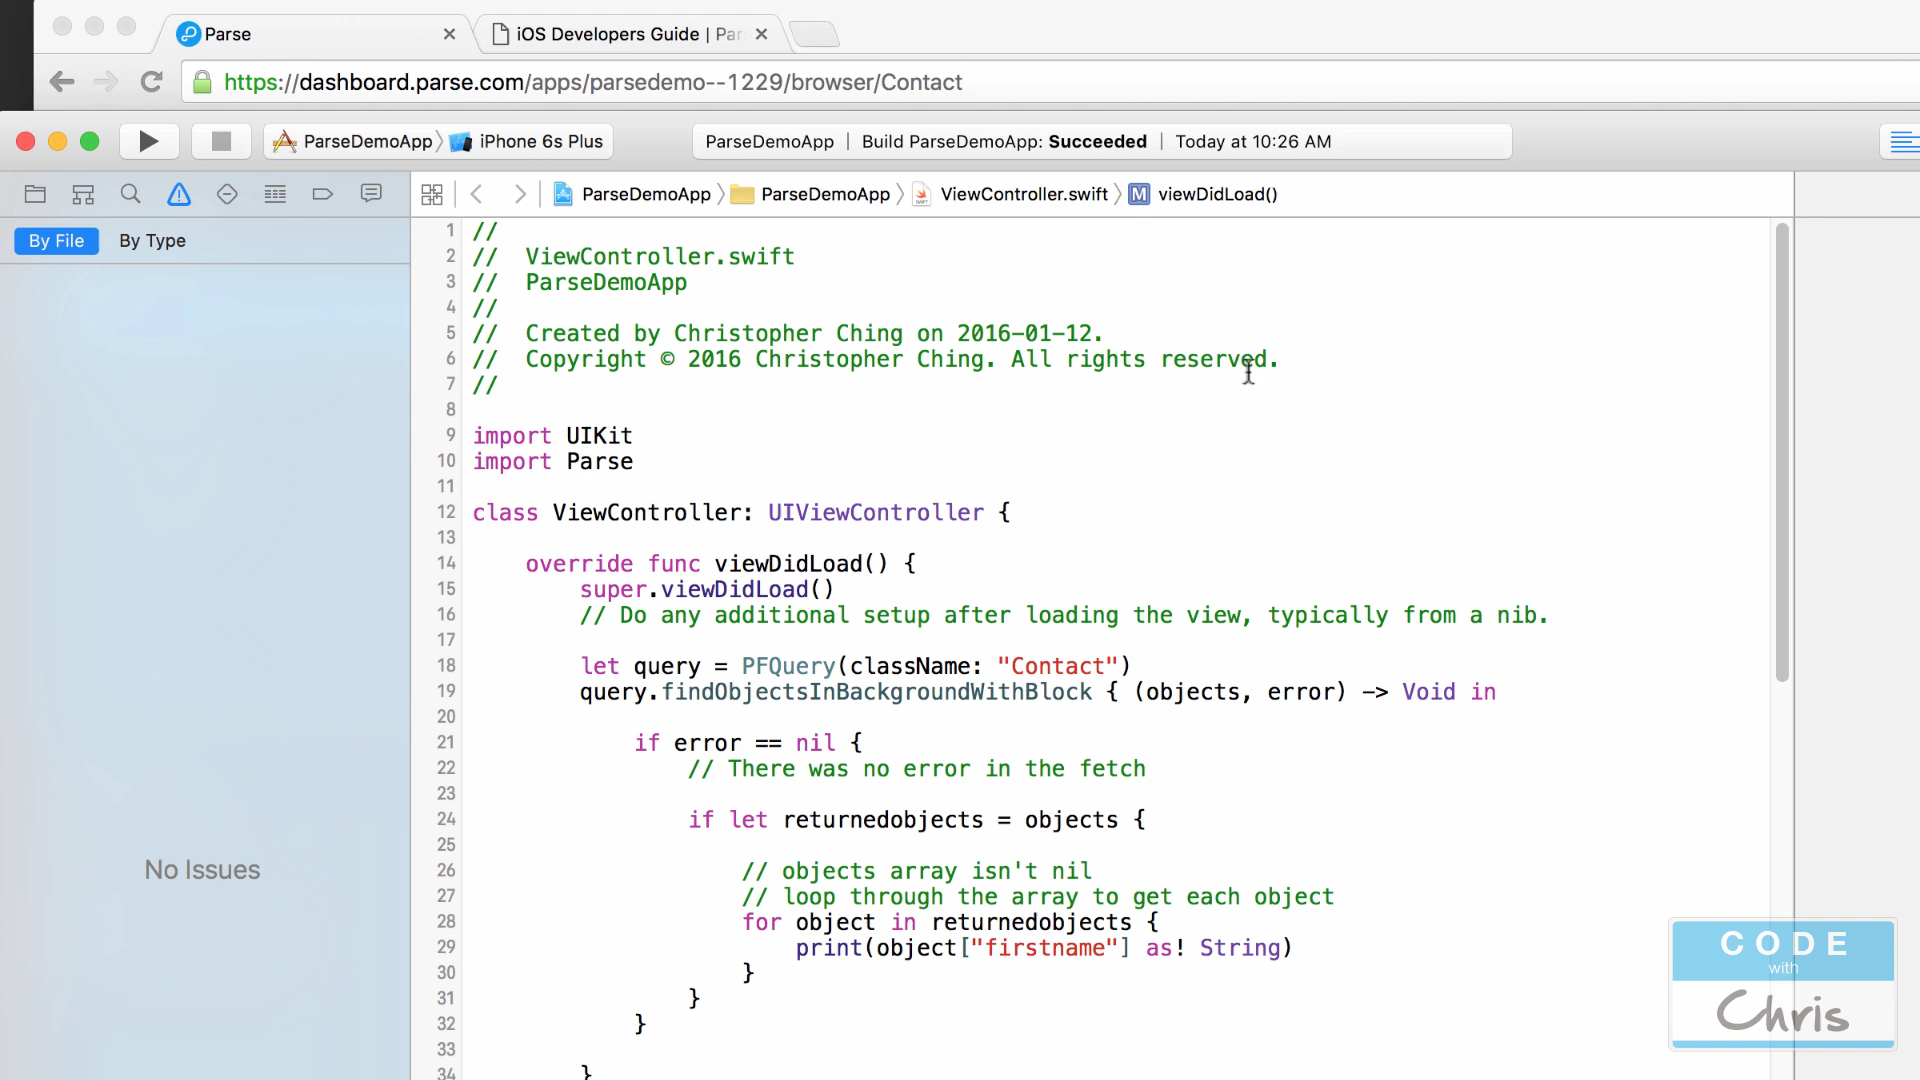 Parse
iOS Developers Guide | Par
https://dashboard.parse.com/apps/parsedemo--1229/browser/Contact
ParseDemoApp iPhone 6s Plus
ParseDemoApp | Build ParseDemoApp: Succeeded | Today at 10:26 AM
ParseDemoApp ParseDemoApp ViewController.swift M viewDidLoad()
By File By Type
No Issues
1 //
2 // ViewController.swift
3 // ParseDemoApp
4 //
5 // Created by Christopher Ching on 2016-01-12.
6 // Copyright © 2016 Christopher Ching. All rights reserved.
7 //
8
9 import UIKit
10 import Parse
11
12 class ViewController: UIViewController {
13
14 override func viewDidLoad() {
15 super.viewDidLoad()
16 // Do any additional setup after loading the view, typically from a nib.
17
18 let query = PFQuery(className: "Contact")
19 query.findObjectsInBackgroundWithBlock { (objects, error) -> Void in
20
21 if error == nil {
22 // There was no error in the fetch
23
24 if let returnedobjects = objects {
25
26 // objects array isn't nil
27 // loop through the array to get each object
28 for object in returnedobjects {
29 print(object["firstname"] as! String)
30 }
31 }
32 }
33
34 }
CODE
with
Chris